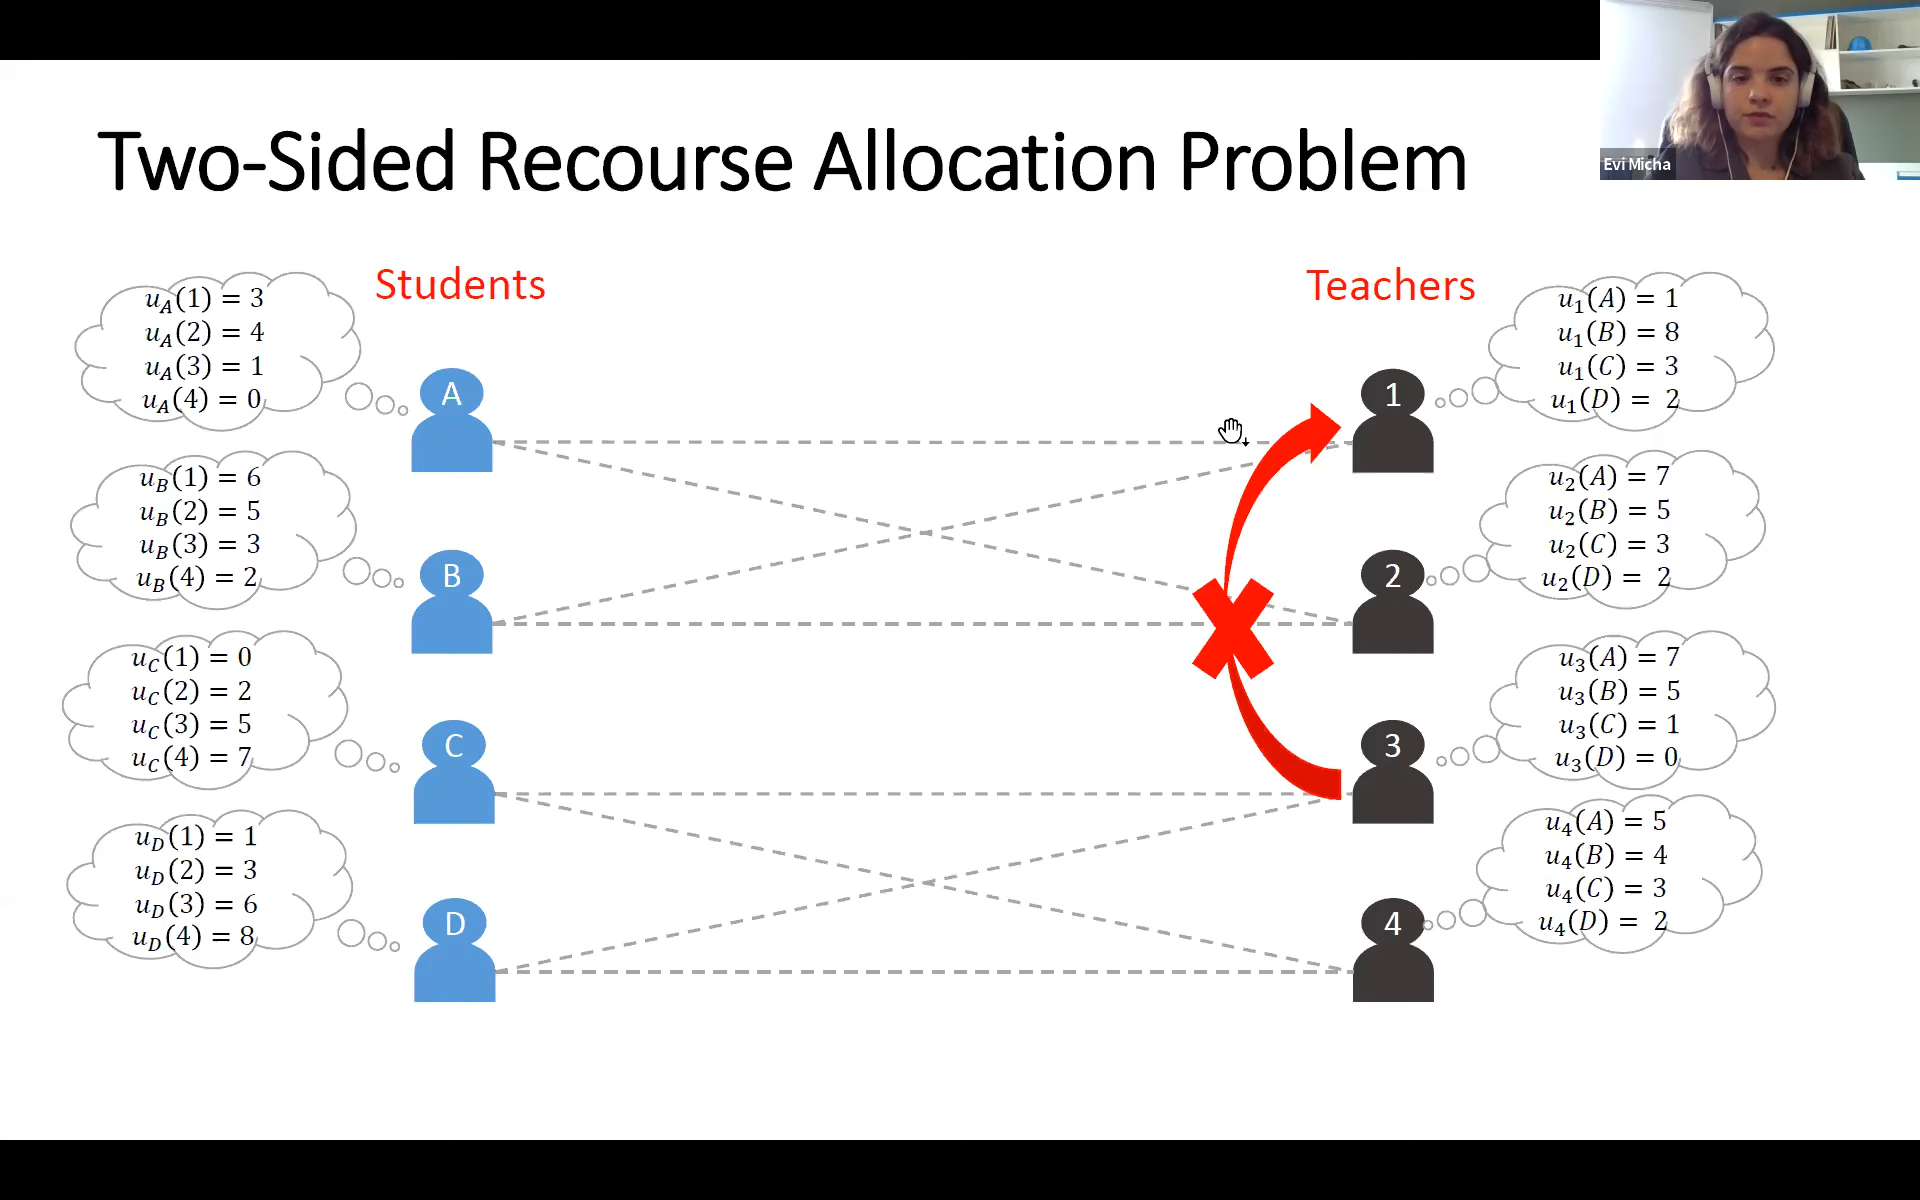 Evi Micha
Two-Sided Recourse Allocation Problem
Students
Teachers
u_A(1) = 3
u_A(2) = 4
u_A(3) = 1
u_A(4) = 0
A
1
u_1(A) = 1
u_1(B) = 8
u_1(C) = 3
u_1(D) = 2
u_B(1) = 6
u_B(2) = 5
u_B(3) = 3
u_B(4) = 2
B
2
u_2(A) = 7
u_2(B) = 5
u_2(C) = 3
u_2(D) = 2
u_C(1) = 0
u_C(2) = 2
u_C(3) = 5
u_C(4) = 7
C
3
u_3(A) = 7
u_3(B) = 5
u_3(C) = 1
u_3(D) = 0
u_D(1) = 1
u_D(2) = 3
u_D(3) = 6
u_D(4) = 8
D
4
u_4(A) = 5
u_4(B) = 4
u_4(C) = 3
u_4(D) = 2